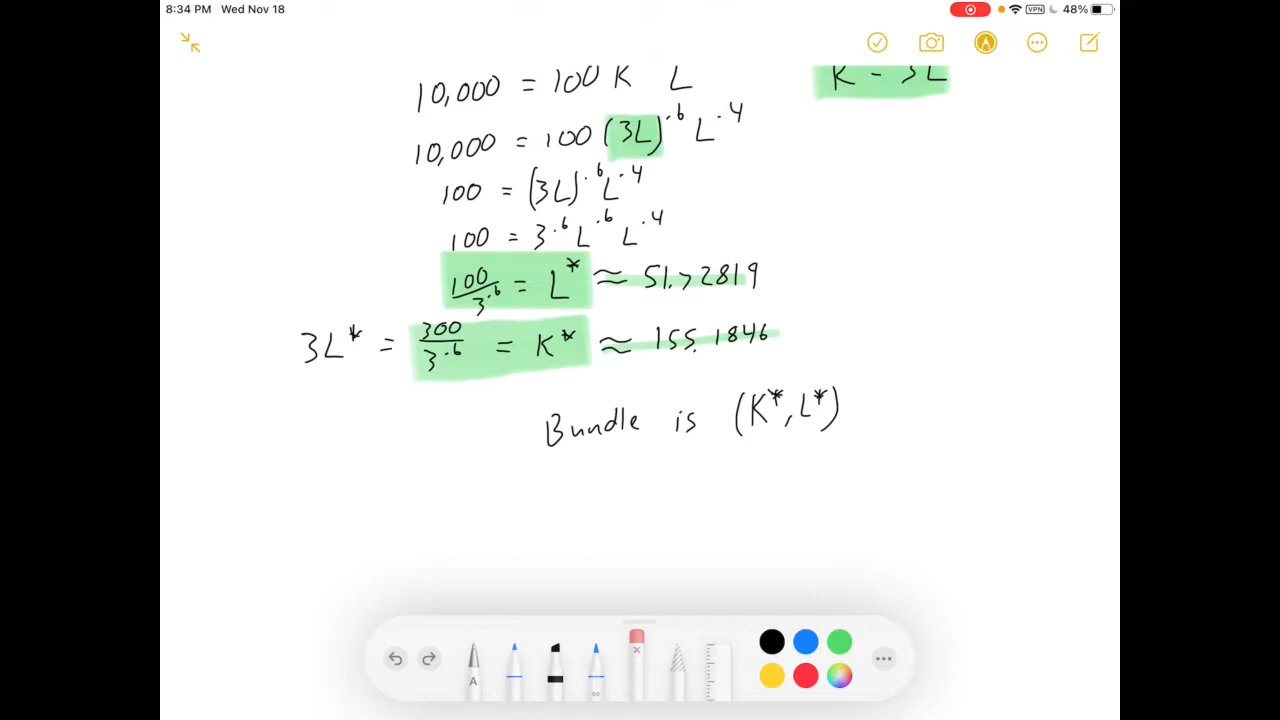 8:34 PM Wed Nov 18 VPN 48%
10,000 = 100 K L
K = 3L
10,000 = 100 (3L)^.6 L^.4
100 = (3L)^.6 L^.4
100 = 3^.6 L^.6 L^.4
100/3^.6 = L* ≈ 51.72819
3L* = 300/3^.6 = K* ≈ 155.1846
Bundle is (K*, L*)
A
80